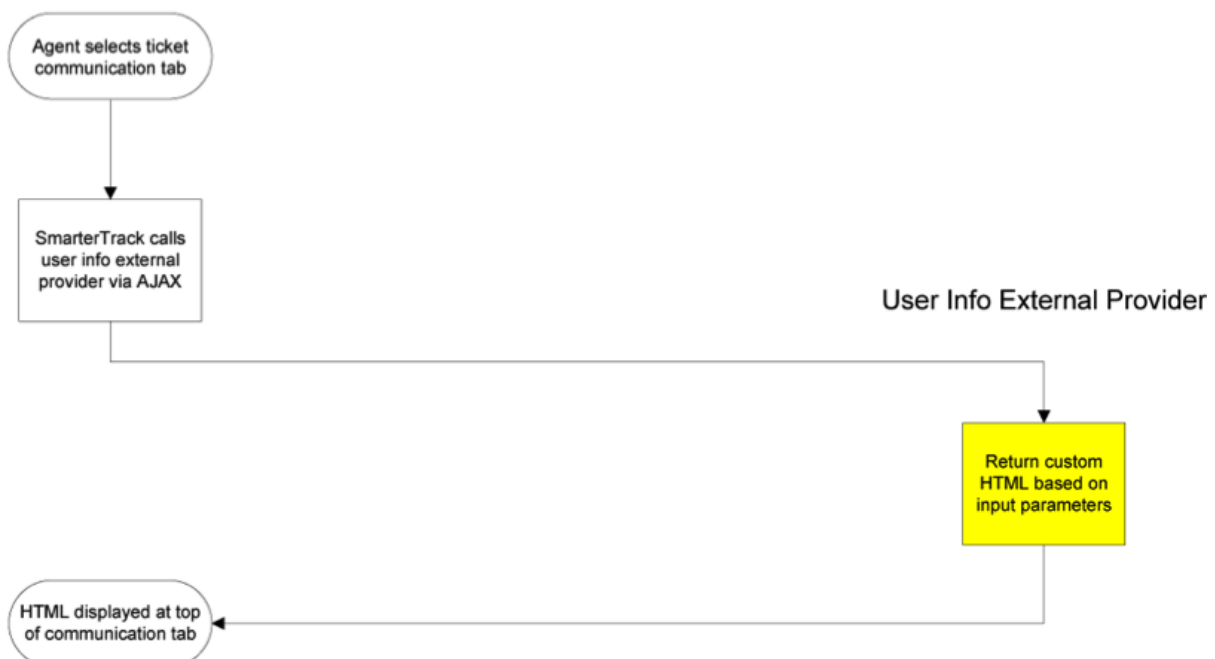 Agent selects ticket
communication tab
SmarterTrack calls
user info external
provider via AJAX
User Info External Provider
Return custom
HTML based on
input parameters
HTML displayed at top
of communication tab